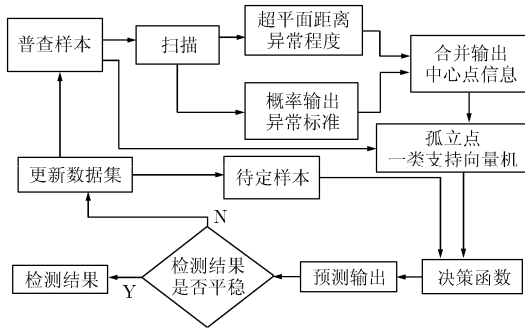 普查样本
扫描
超平面距离
异常程度
概率输出
异常标准
合并输出
中心点信息
孤立点
一类支持向量机
更新数据集
待定样本
N
检测结果
是否平稳
Y
检测结果
预测输出
决策函数